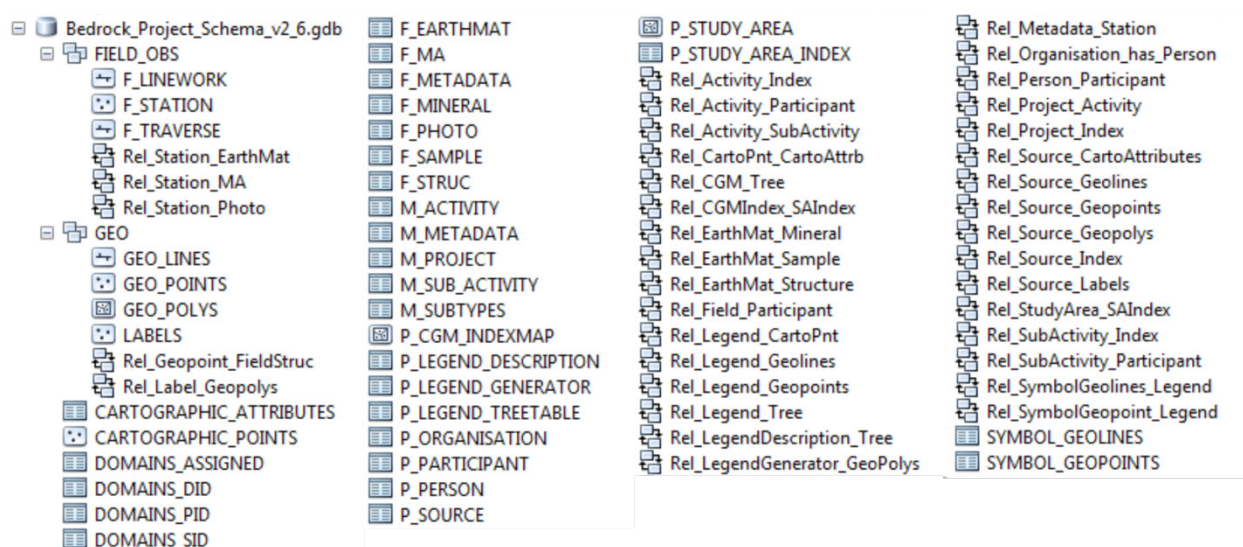 Bedrock_Project_Schema_v2_6.gdb
FIELD_OBS
F_LINEWORK
F_STATION
F_TRAVERSE
Rel_Station_EarthMat
Rel_Station_MA
Rel_Station_Photo
GEO
GEO_LINES
GEO_POINTS
GEO_POLYS
LABELS
Rel_Geopoint_FieldStruc
Rel_Label_Geopolys
CARTOGRAPHIC_ATTRIBUTES
CARTOGRAPHIC_POINTS
DOMAINS_ASSIGNED
DOMAINS_DID
DOMAINS_PID
DOMAINS_SID
F_EARTHMAT
F_MA
F_METADATA
F_MINERAL
F_PHOTO
F_SAMPLE
F_STRUC
M_ACTIVITY
M_METADATA
M_PROJECT
M_SUB_ACTIVITY
M_SUBTYPES
P_CGM_INDEXMAP
P_LEGEND_DESCRIPTION
P_LEGEND_GENERATOR
P_LEGEND_TREETABLE
P_ORGANISATION
P_PARTICIPANT
P_PERSON
P_SOURCE
P_STUDY_AREA
P_STUDY_AREA_INDEX
Rel_Activity_Index
Rel_Activity_Participant
Rel_Activity_SubActivity
Rel_CartoPnt_CartoAttrb
Rel_CGM_Tree
Rel_CGMIndex_SAIndex
Rel_EarthMat_Mineral
Rel_EarthMat_Sample
Rel_EarthMat_Structure
Rel_Field_Participant
Rel_Legend_CartoPnt
Rel_Legend_Geolines
Rel_Legend_Geopoints
Rel_Legend_Tree
Rel_LegendDescription_Tree
Rel_LegendGenerator_GeoPolys
Rel_Metadata_Station
Rel_Organisation_has_Person
Rel_Person_Participant
Rel_Project_Activity
Rel_Project_Index
Rel_Source_CartoAttributes
Rel_Source_Geolines
Rel_Source_Geopoints
Rel_Source_Geopolys
Rel_Source_Index
Rel_Source_Labels
Rel_StudyArea_SAIndex
Rel_SubActivity_Index
Rel_SubActivity_Participant
Rel_SymbolGeolines_Legend
Rel_SymbolGeopoint_Legend
SYMBOL_GEOLINES
SYMBOL_GEOPOINTS